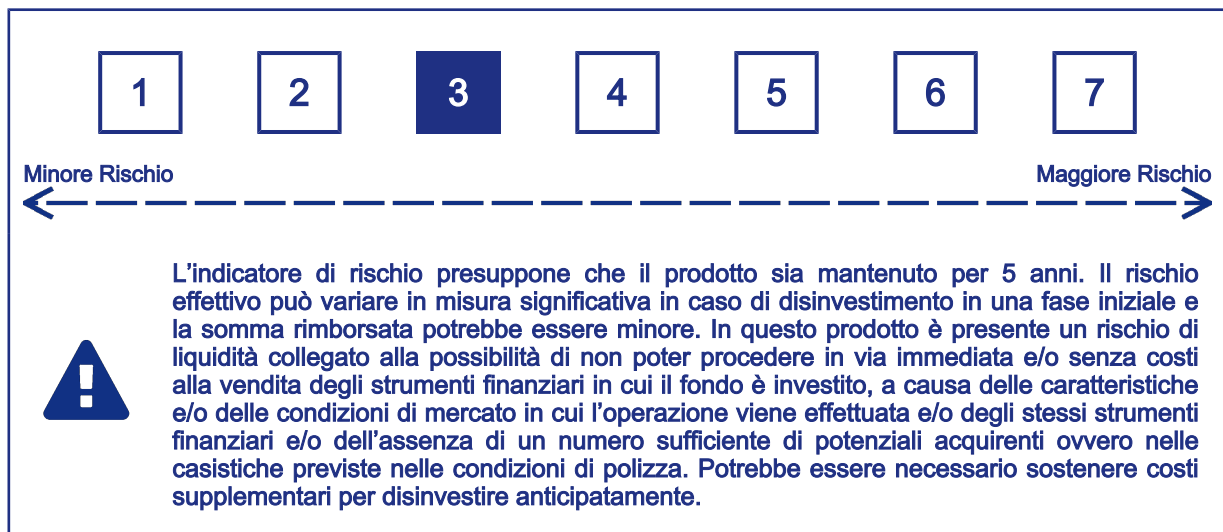 1 2 3 4 5 6 7
Minore Rischio Maggiore Rischio
L’indicatore di rischio presuppone che il prodotto sia mantenuto per 5 anni. Il rischio
effettivo può variare in misura significativa in caso di disinvestimento in una fase iniziale e
la somma rimborsata potrebbe essere minore. In questo prodotto è presente un rischio di
liquidità collegato alla possibilità di non poter procedere in via immediata e/o senza costi
alla vendita degli strumenti finanziari in cui il fondo è investito, a causa delle caratteristiche
e/o delle condizioni di mercato in cui l’operazione viene effettuata e/o degli stessi strumenti
finanziari e/o dell’assenza di un numero sufficiente di potenziali acquirenti ovvero nelle
casistiche previste nelle condizioni di polizza. Potrebbe essere necessario sostenere costi
supplementari per disinvestire anticipatamente.